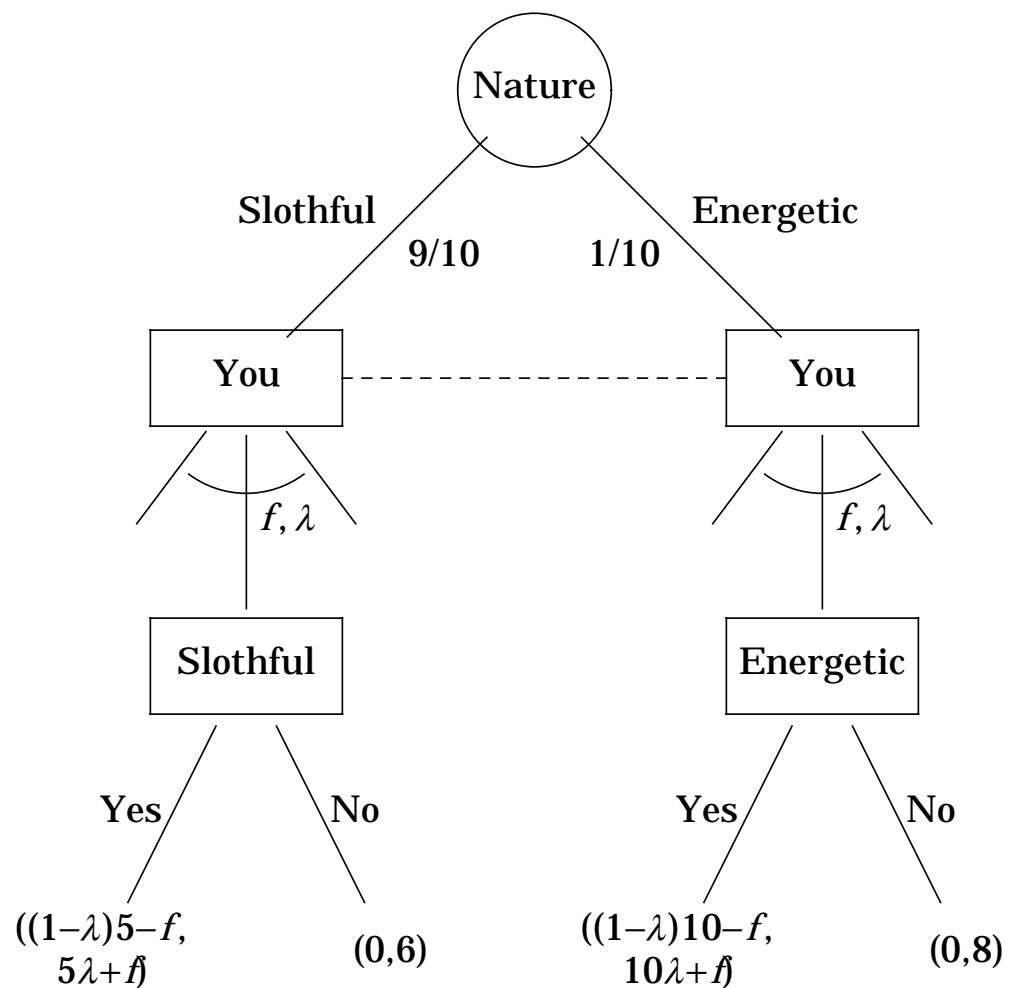 Nature
Slothful
Energetic
9/10
1/10
You
You
f, λ
f, λ
Slothful
Energetic
Yes
No
Yes
No
((1–λ)5–f,
5λ+f)
(0,6)
((1–λ)10–f,
10λ+f)
(0,8)